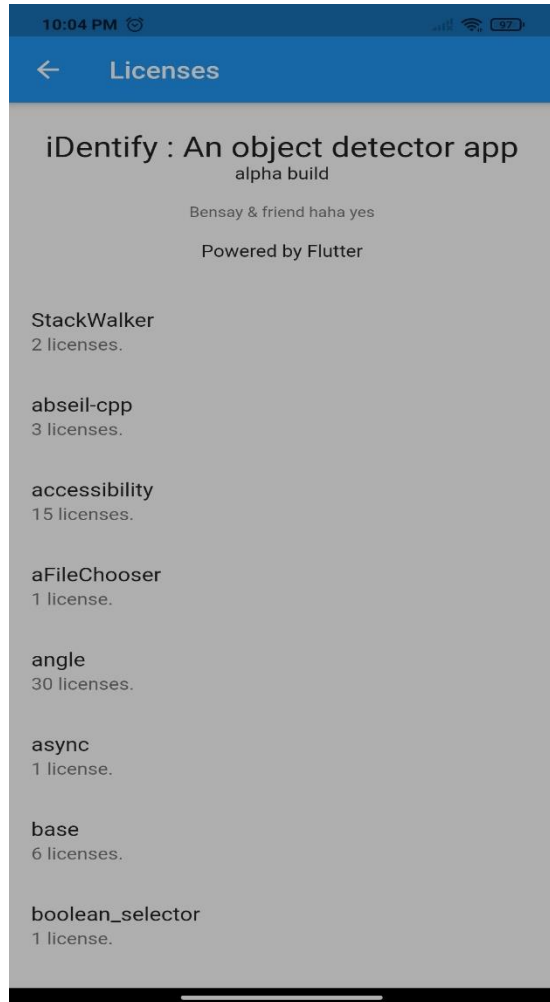 10:04 PM 97
Licenses
iDentify : An object detector app
alpha build
Bensay & friend haha yes
Powered by Flutter
StackWalker
2 licenses.
abseil-cpp
3 licenses.
accessibility
15 licenses.
aFileChooser
1 license.
angle
30 licenses.
async
1 license.
base
6 licenses.
boolean_selector
1 license.